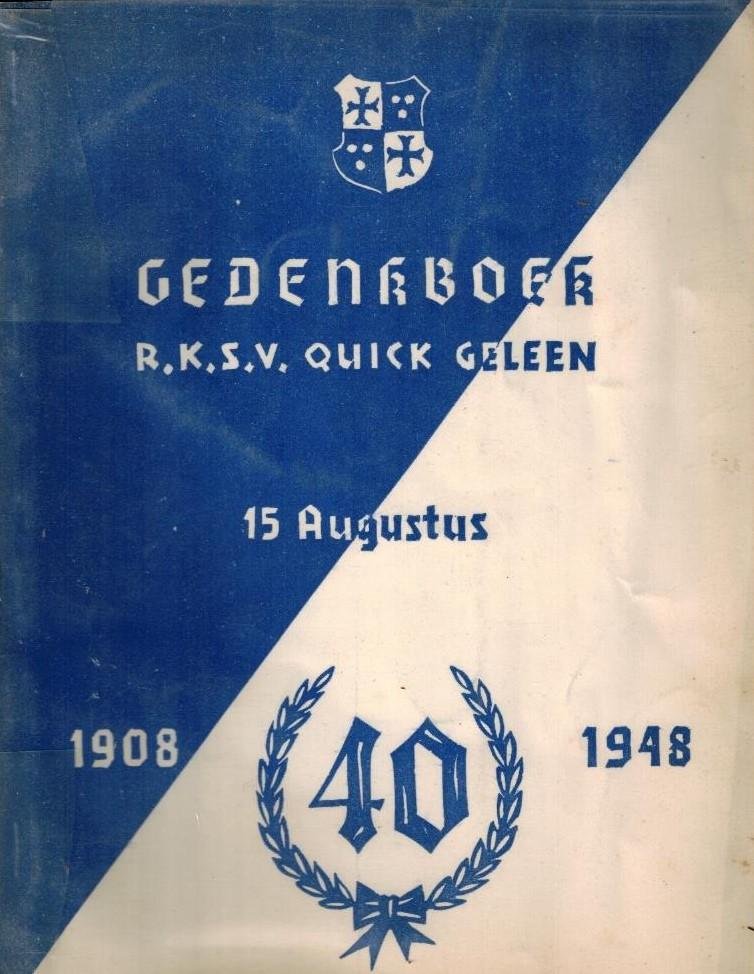 GEDENKBOEK
R.K.S.V. QUICK GELEEN
15 Augustus
1908 40 1948